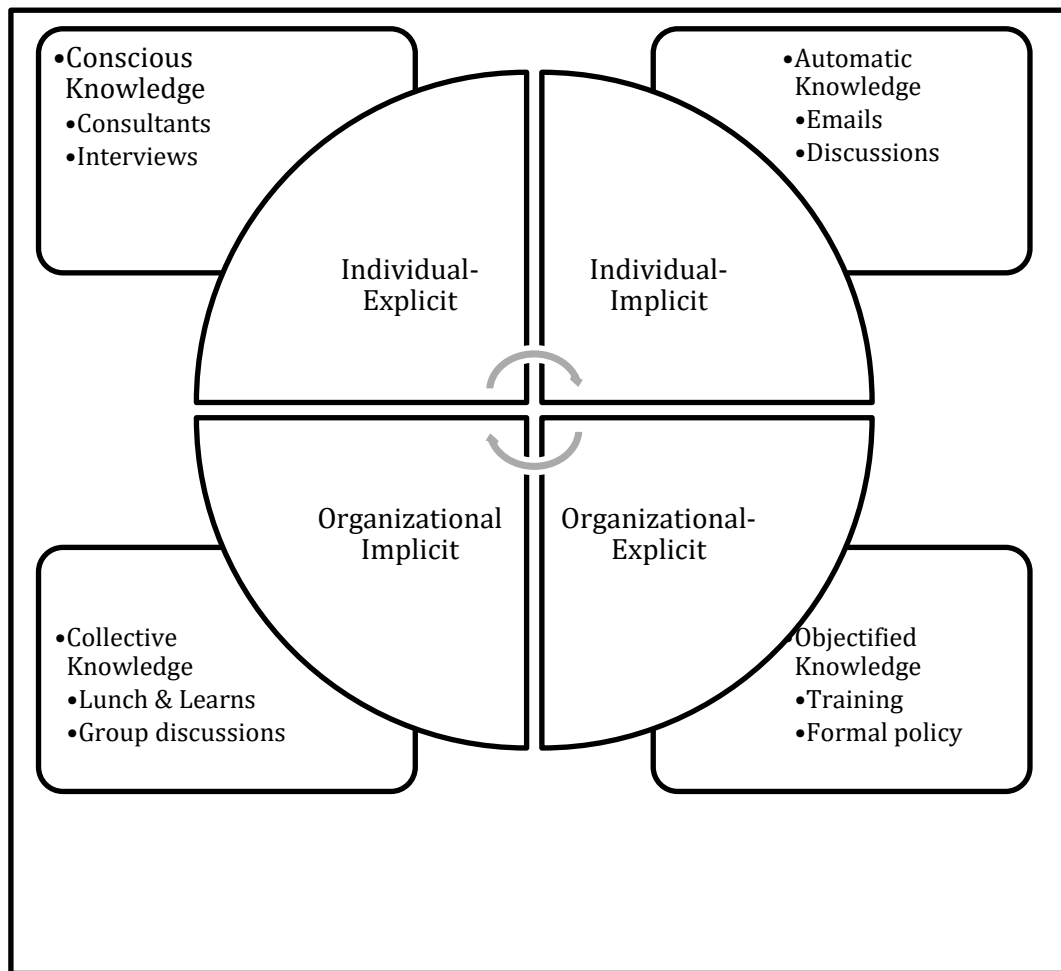 •Conscious
Knowledge
•Consultants
•Interviews
•Automatic
Knowledge
•Emails
•Discussions
Individual-
Explicit
Individual-
Implicit
Organizational
Implicit
Organizational-
Explicit
•Collective
Knowledge
•Lunch & Learns
•Group discussions
•Objectified
Knowledge
•Training
•Formal policy